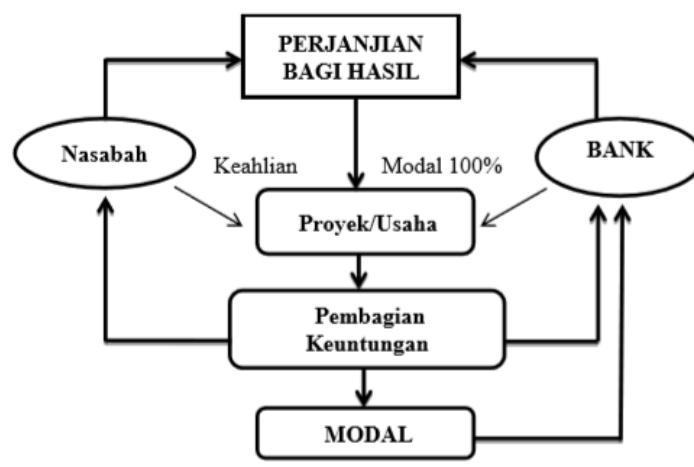 PERJANJIAN
BAGI HASIL
Nasabah
BANK
Keahlian
Modal 100%
Proyek/Usaha
Pembagian
Keuntungan
MODAL